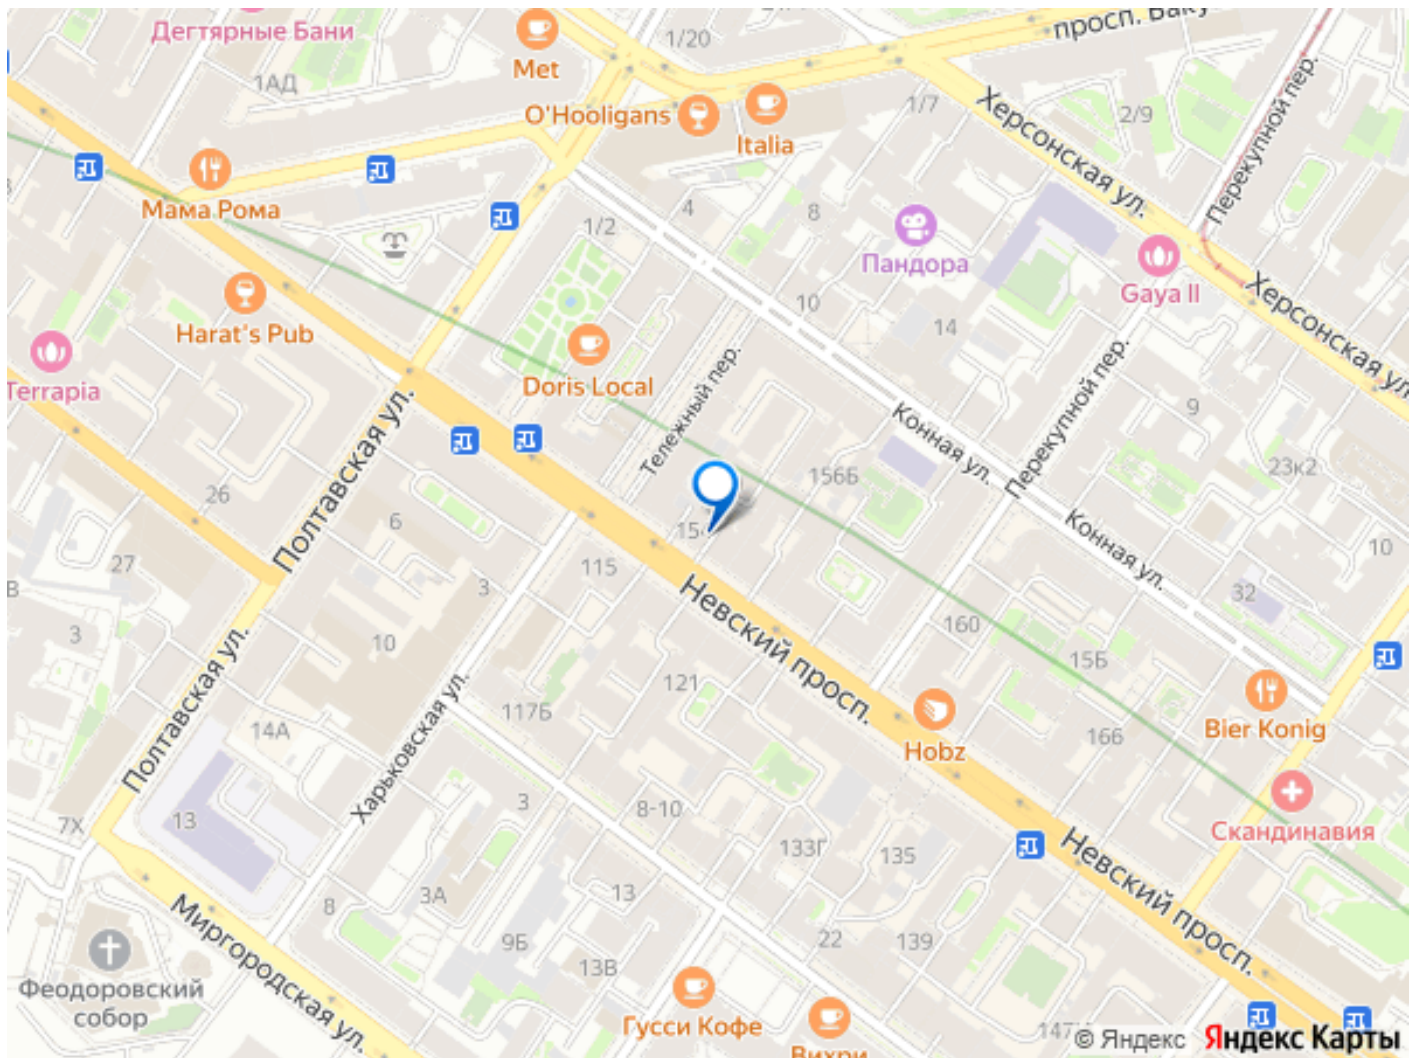 Дегтярные Бани
Met
1/20
просп. Баку
1АД
O'Hooligans
Italia
1/7
Херсонская ул.
2/9
Перекупной пер.
Мама Рома
1/2
4
8
Пандора
Gaya II
Херсонская ул.
Harat's Pub
10
14
Terrapia
Doris Local
Тележный пер.
Конная ул.
Перекупной пер.
9
23к2
Полтавская ул.
26
6
156Б
15
Конная ул.
10
27
В
115
3
Невский просп.
32
3
10
160
15Б
Полтавская ул.
Харьковская ул.
121
117Б
14А
Hobz
166
Bier Konig
7Х
13
3
8-10
133Г
135
Невский просп.
Скандинавия
8
3А
13
Миргородская ул.
9Б
22
139
13В
Феодоровский
собор
Гусси Кофе
Вихри
147
© Яндекс Яндекс Карты